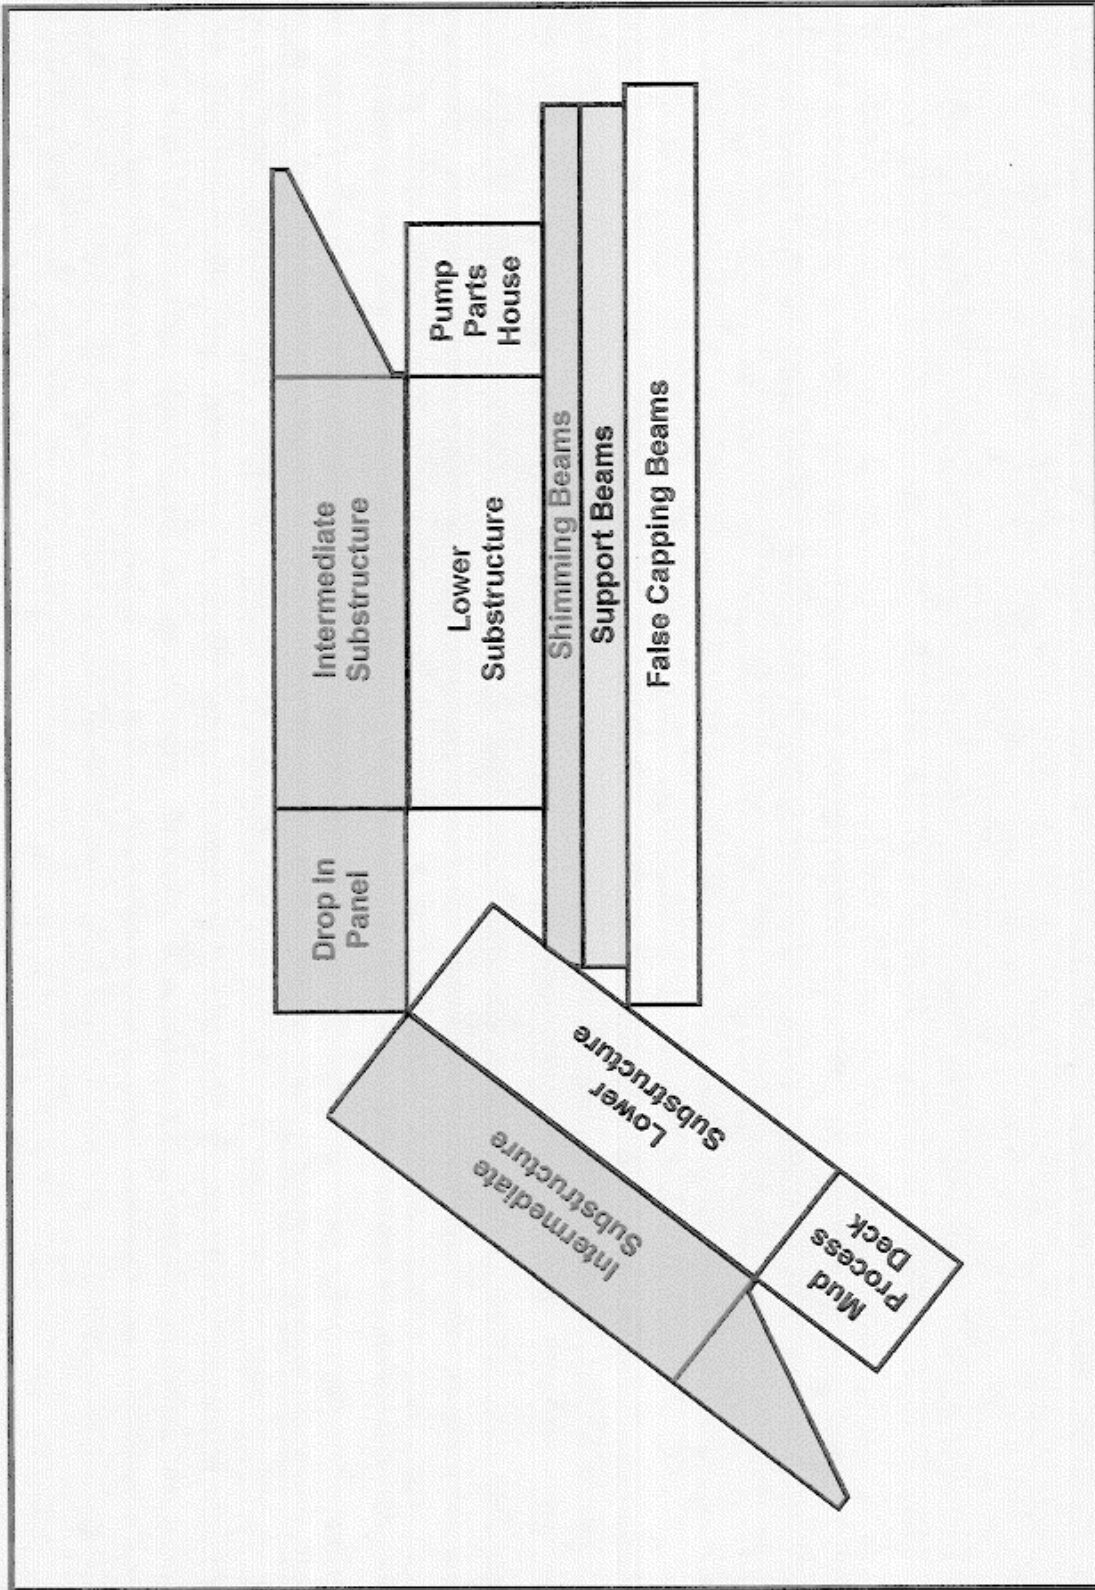 Drop In
Panel
Intermediate
Substructure
Lower
Substructure
Pump
Parts
House
Shimming Beams
Support Beams
False Capping Beams
Intermediate
Substructure
Lower
Substructure
Mud
Process
Deck